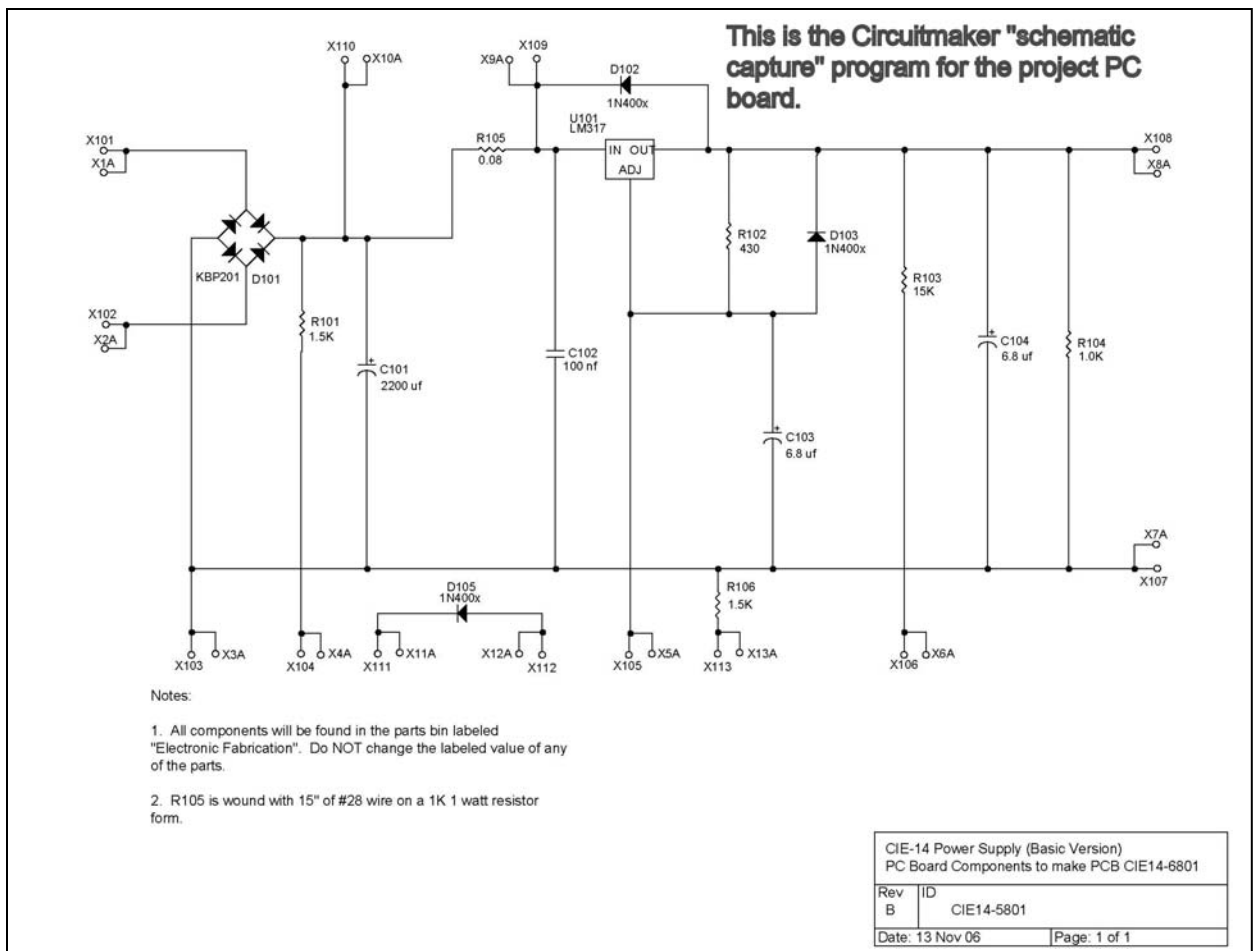 This is the Circuitmaker "schematic
capture" program for the project PC
board.
X110
X10A
X9A
X109
D102
1N400x
U101
LM317
IN OUT
ADJ
R105
0.08
X101
X1A
X108
X8A
KBP201
D101
R102
430
D103
1N400x
R103
15K
X102
X2A
R101
1.5K
C101
2200 uf
C102
100 nf
C104
6.8 uf
R104
1.0K
C103
6.8 uf
X7A
X107
D105
1N400x
R106
1.5K
X103
X3A
X104
X4A
X111
X11A
X12A
X112
X105
X5A
X113
X13A
X106
X6A
Notes:
1. All components will be found in the parts bin labeled
"Electronic Fabrication". Do NOT change the labeled value of any
of the parts.
2. R105 is wound with 15" of #28 wire on a 1K 1 watt resistor
form.
CIE-14 Power Supply (Basic Version)
PC Board Components to make PCB CIE14-6801
Rev ID
B CIE14-5801
Date: 13 Nov 06 Page: 1 of 1